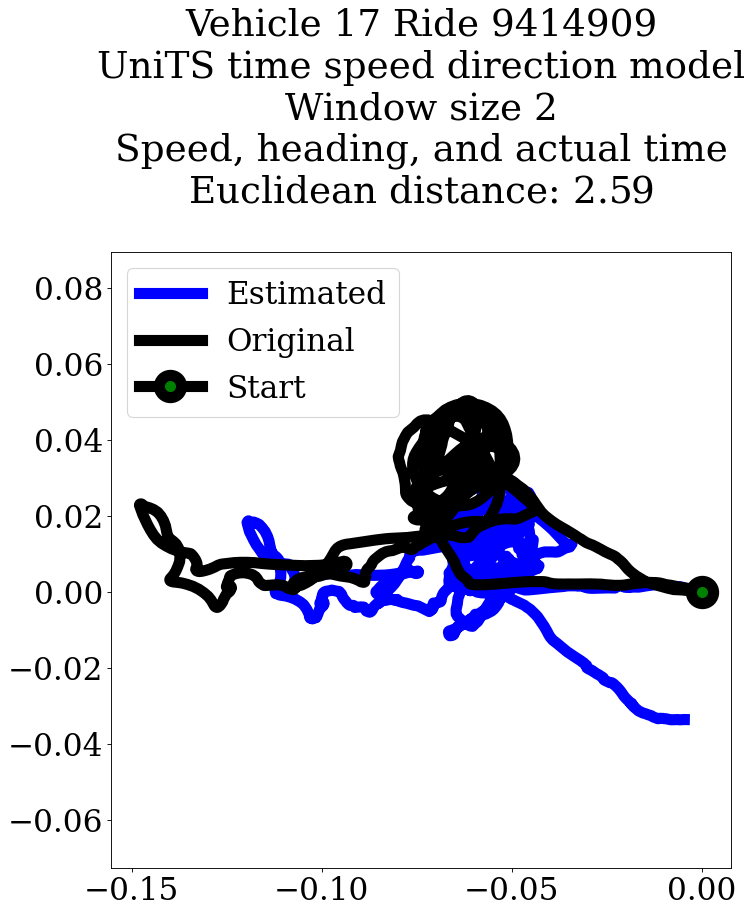 Vehicle 17 Ride 9414909
UniTS time speed direction model
Window size 2
Speed, heading, and actual time
Euclidean distance: 2.59
Estimated
Original
Start
0.08
0.06
0.04
0.02
0.00
−0.02
−0.04
−0.06
−0.15
−0.10
−0.05
0.00